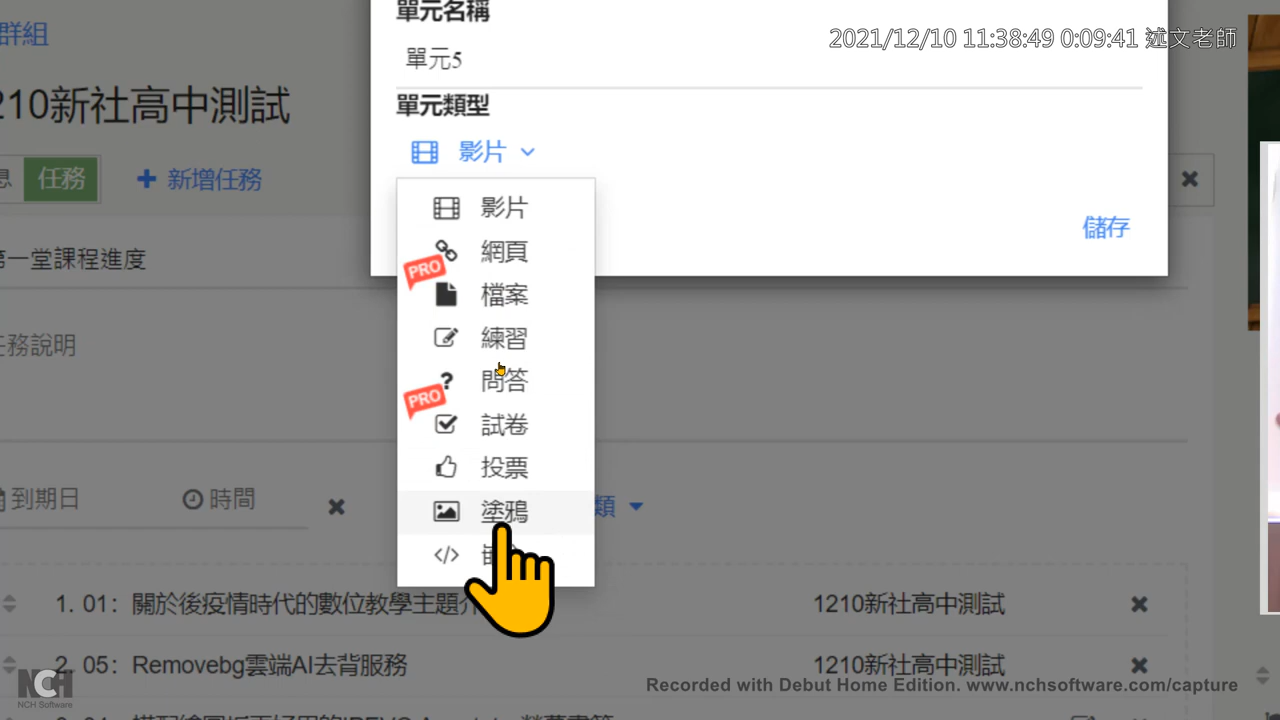 單元名稱
2021/12/10 11:38:49 0:09:41 述文老師
群組
單元5
210新社高中測試
單元類型
影片
任務
新增任務
影片
儲存
網頁
第一堂課程進度
PRO
檔案
練習
任務說明
問答
PRO
試卷
投票
到期日
時間
類
塗鴉
1. 01: 關於後疫情時代的數位教學主題
1210新社高中測試
2. 05: Removebg雲端AI去背服務
1210新社高中測試
NCH
NCH Software
Recorded with Debut Home Edition. www.nchsoftware.com/capture